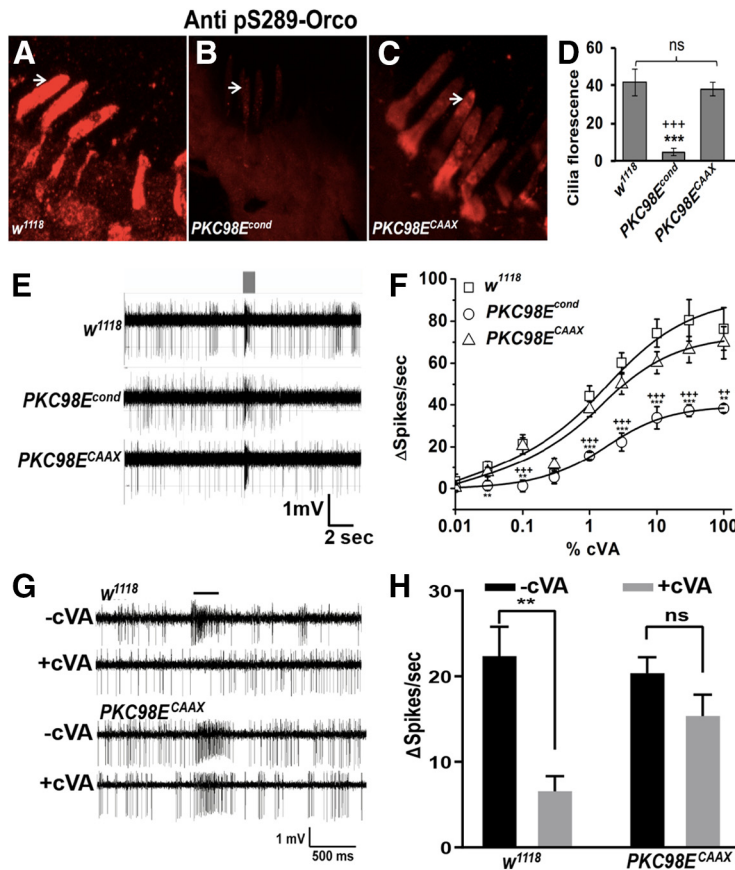 Anti pS289-Orco
A
w1118
B
PKC98Econd
C
PKC98ECAAX
D
Cilia florescence
60
40
20
0
ns
+++
***
w1118
PKC98Econd
PKC98ECAAX
E
w1118
PKC98Econd
PKC98ECAAX
1mV
2 sec
F
ΔSpikes/sec
100
80
60
40
20
0
w1118
PKC98Econd
PKC98ECAAX
**
+++
**
+++
***
+++
***
+++
***
+++
***
++
**
0.01 0.1 1 10 100
% cVA
G
w1118
-cVA
+cVA
PKC98ECAAX
-cVA
+cVA
1 mV
500 ms
H
-cVA +cVA
ΔSpikes/sec
30
20
10
0
**
ns
w1118 PKC98ECAAX